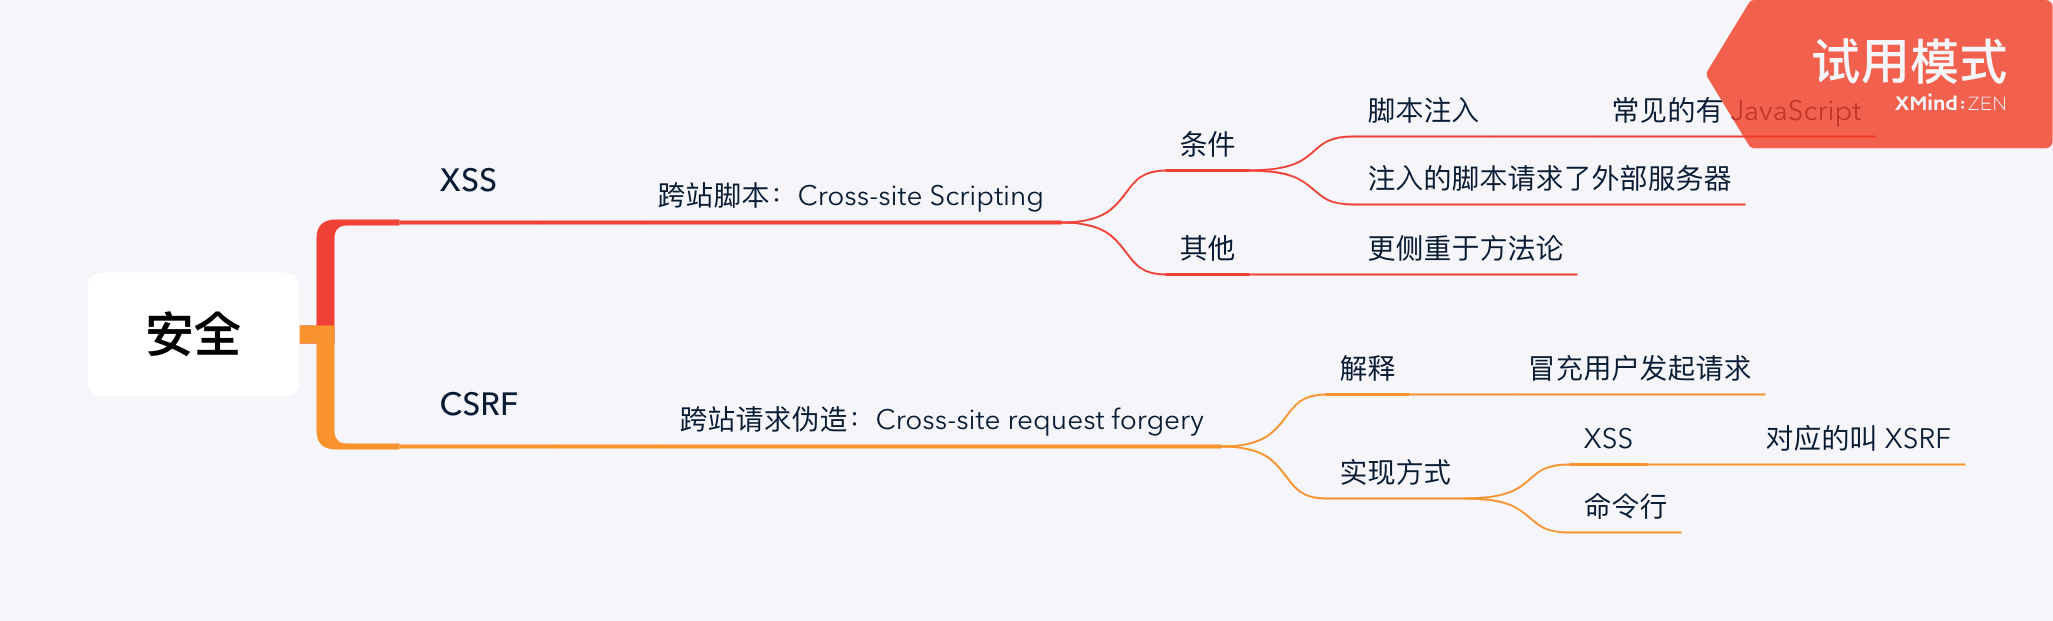 试用模式
XMind:ZEN
安全
XSS
跨站脚本：Cross-site Scripting
条件
脚本注入
常见的有 JavaScript
注入的脚本请求了外部服务器
其他
更侧重于方法论
CSRF
跨站请求伪造：Cross-site request forgery
解释
冒充用户发起请求
实现方式
XSS
对应的叫 XSRF
命令行